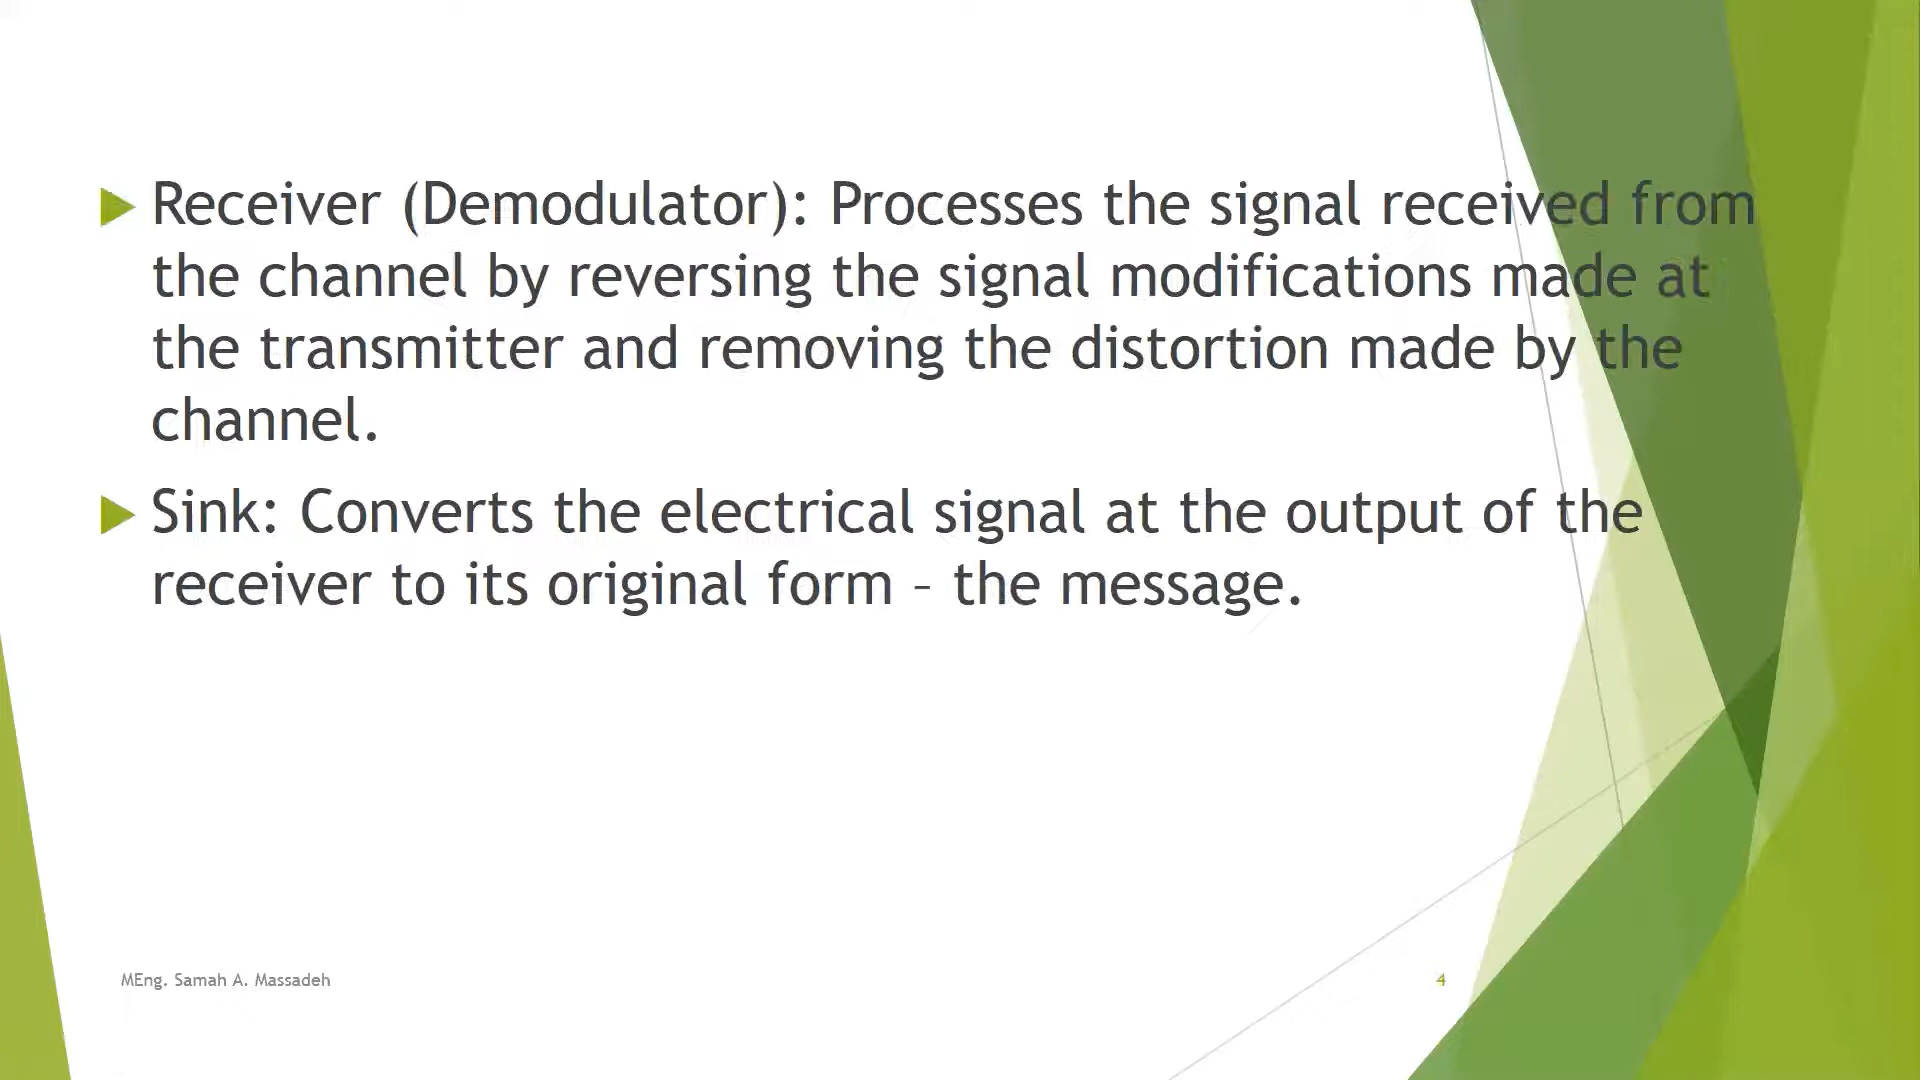 Receiver (Demodulator): Processes the signal received from
the channel by reversing the signal modifications made at
the transmitter and removing the distortion made by the
channel.
Sink: Converts the electrical signal at the output of the
receiver to its original form – the message.
MEng. Samah A. Massadeh
4